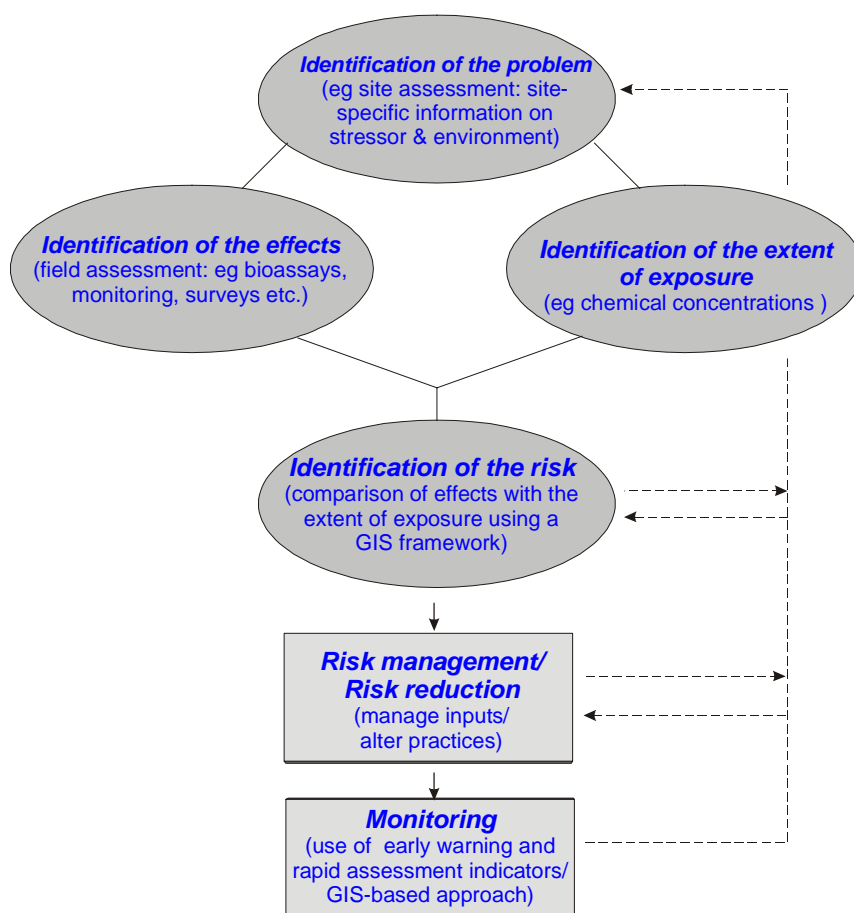 Identification of the problem
(eg site assessment: site-
specific information on
stressor & environment)
Identification of the effects
(field assessment: eg bioassays,
monitoring, surveys etc.)
Identification of the extent
of exposure
(eg chemical concentrations )
Identification of the risk
(comparison of effects with the
extent of exposure using a
GIS framework)
Risk management/
Risk reduction
(manage inputs/
alter practices)
Monitoring
(use of early warning and
rapid assessment indicators/
GIS-based approach)